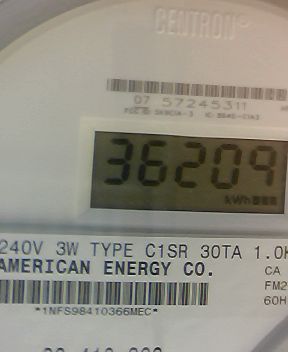 CENTRON®
07 57245311
36209
kWh
240V 3W TYPE C1SR 30TA 1.0K
AMERICAN ENERGY CO.
CA
FM2
60H
*1NFS98410366MEC*